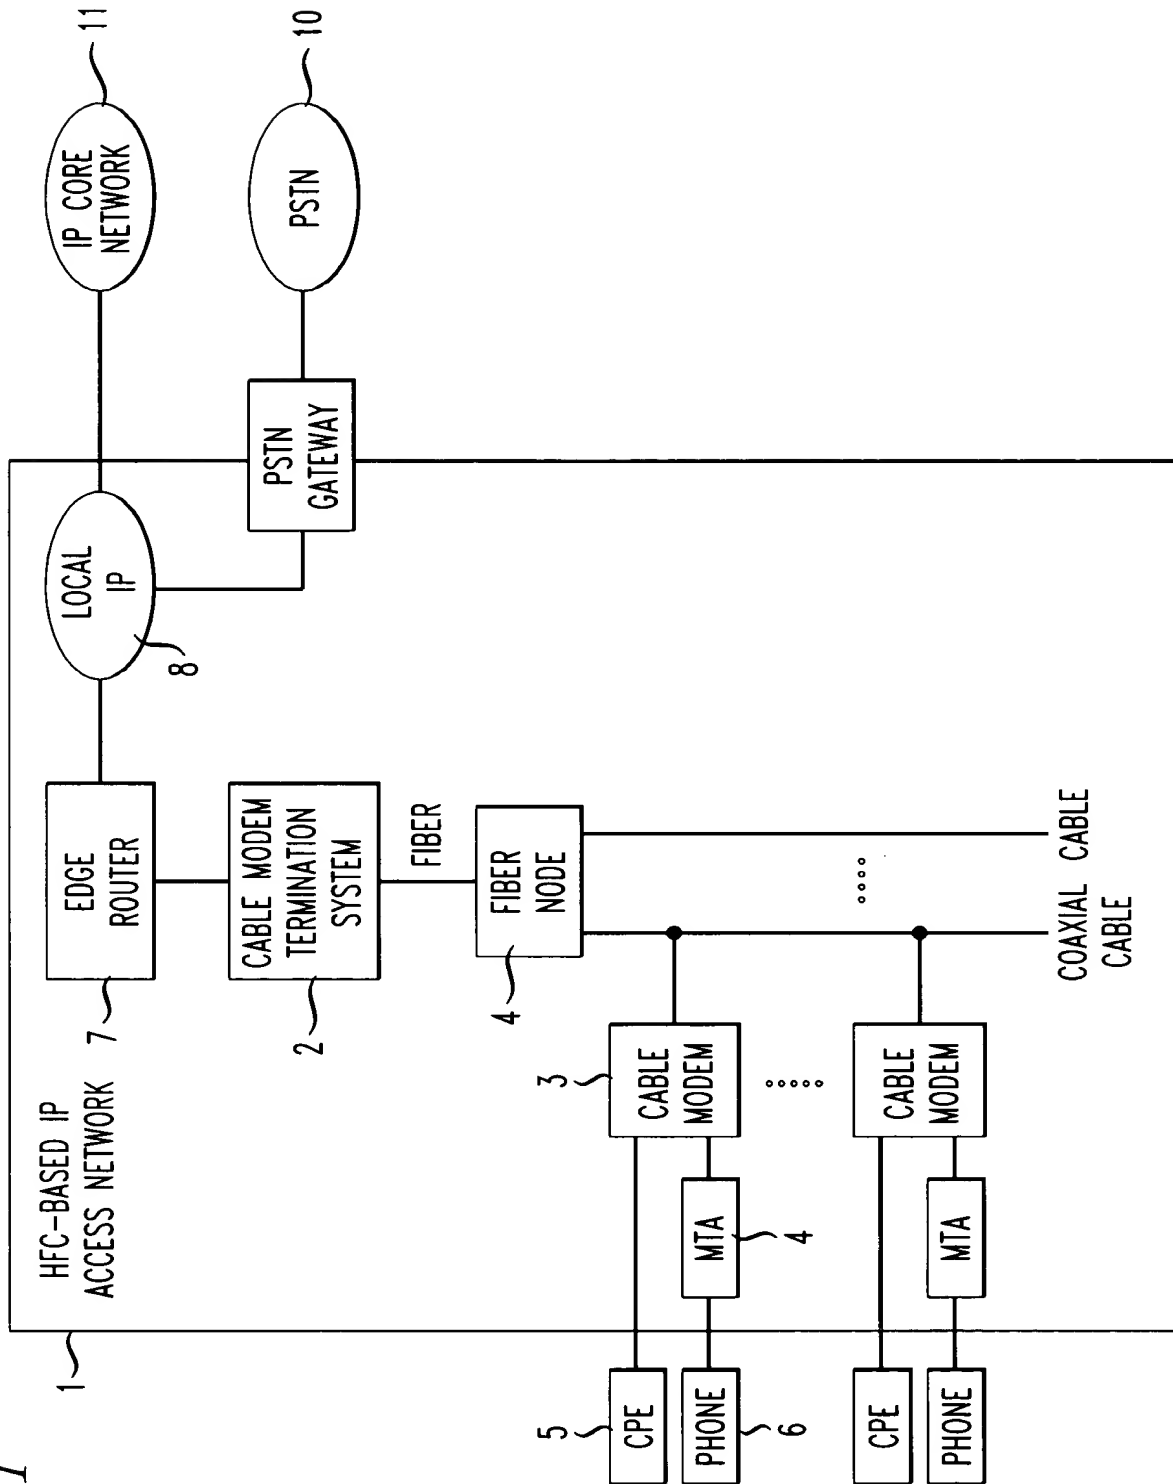 1
HFC-BASED IP
ACCESS NETWORK
7
EDGE
ROUTER
LOCAL
IP
8
IP CORE
NETWORK
11
2
CABLE MODEM
TERMINATION
SYSTEM
PSTN
GATEWAY
PSTN
10
FIBER
4
FIBER
NODE
5
CPE
3
CABLE
MODEM
PHONE
6
MTA
4
CPE
CABLE
MODEM
PHONE
MTA
COAXIAL
CABLE
CABLE